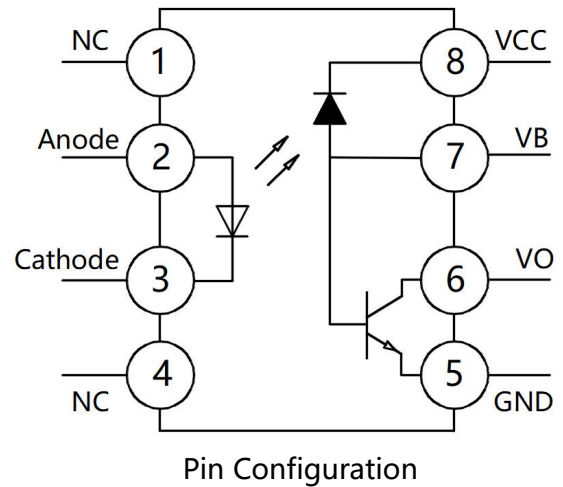 NC
1
8
VCC
Anode
2
7
VB
Cathode
3
6
VO
4
5
NC
GND
Pin Configuration